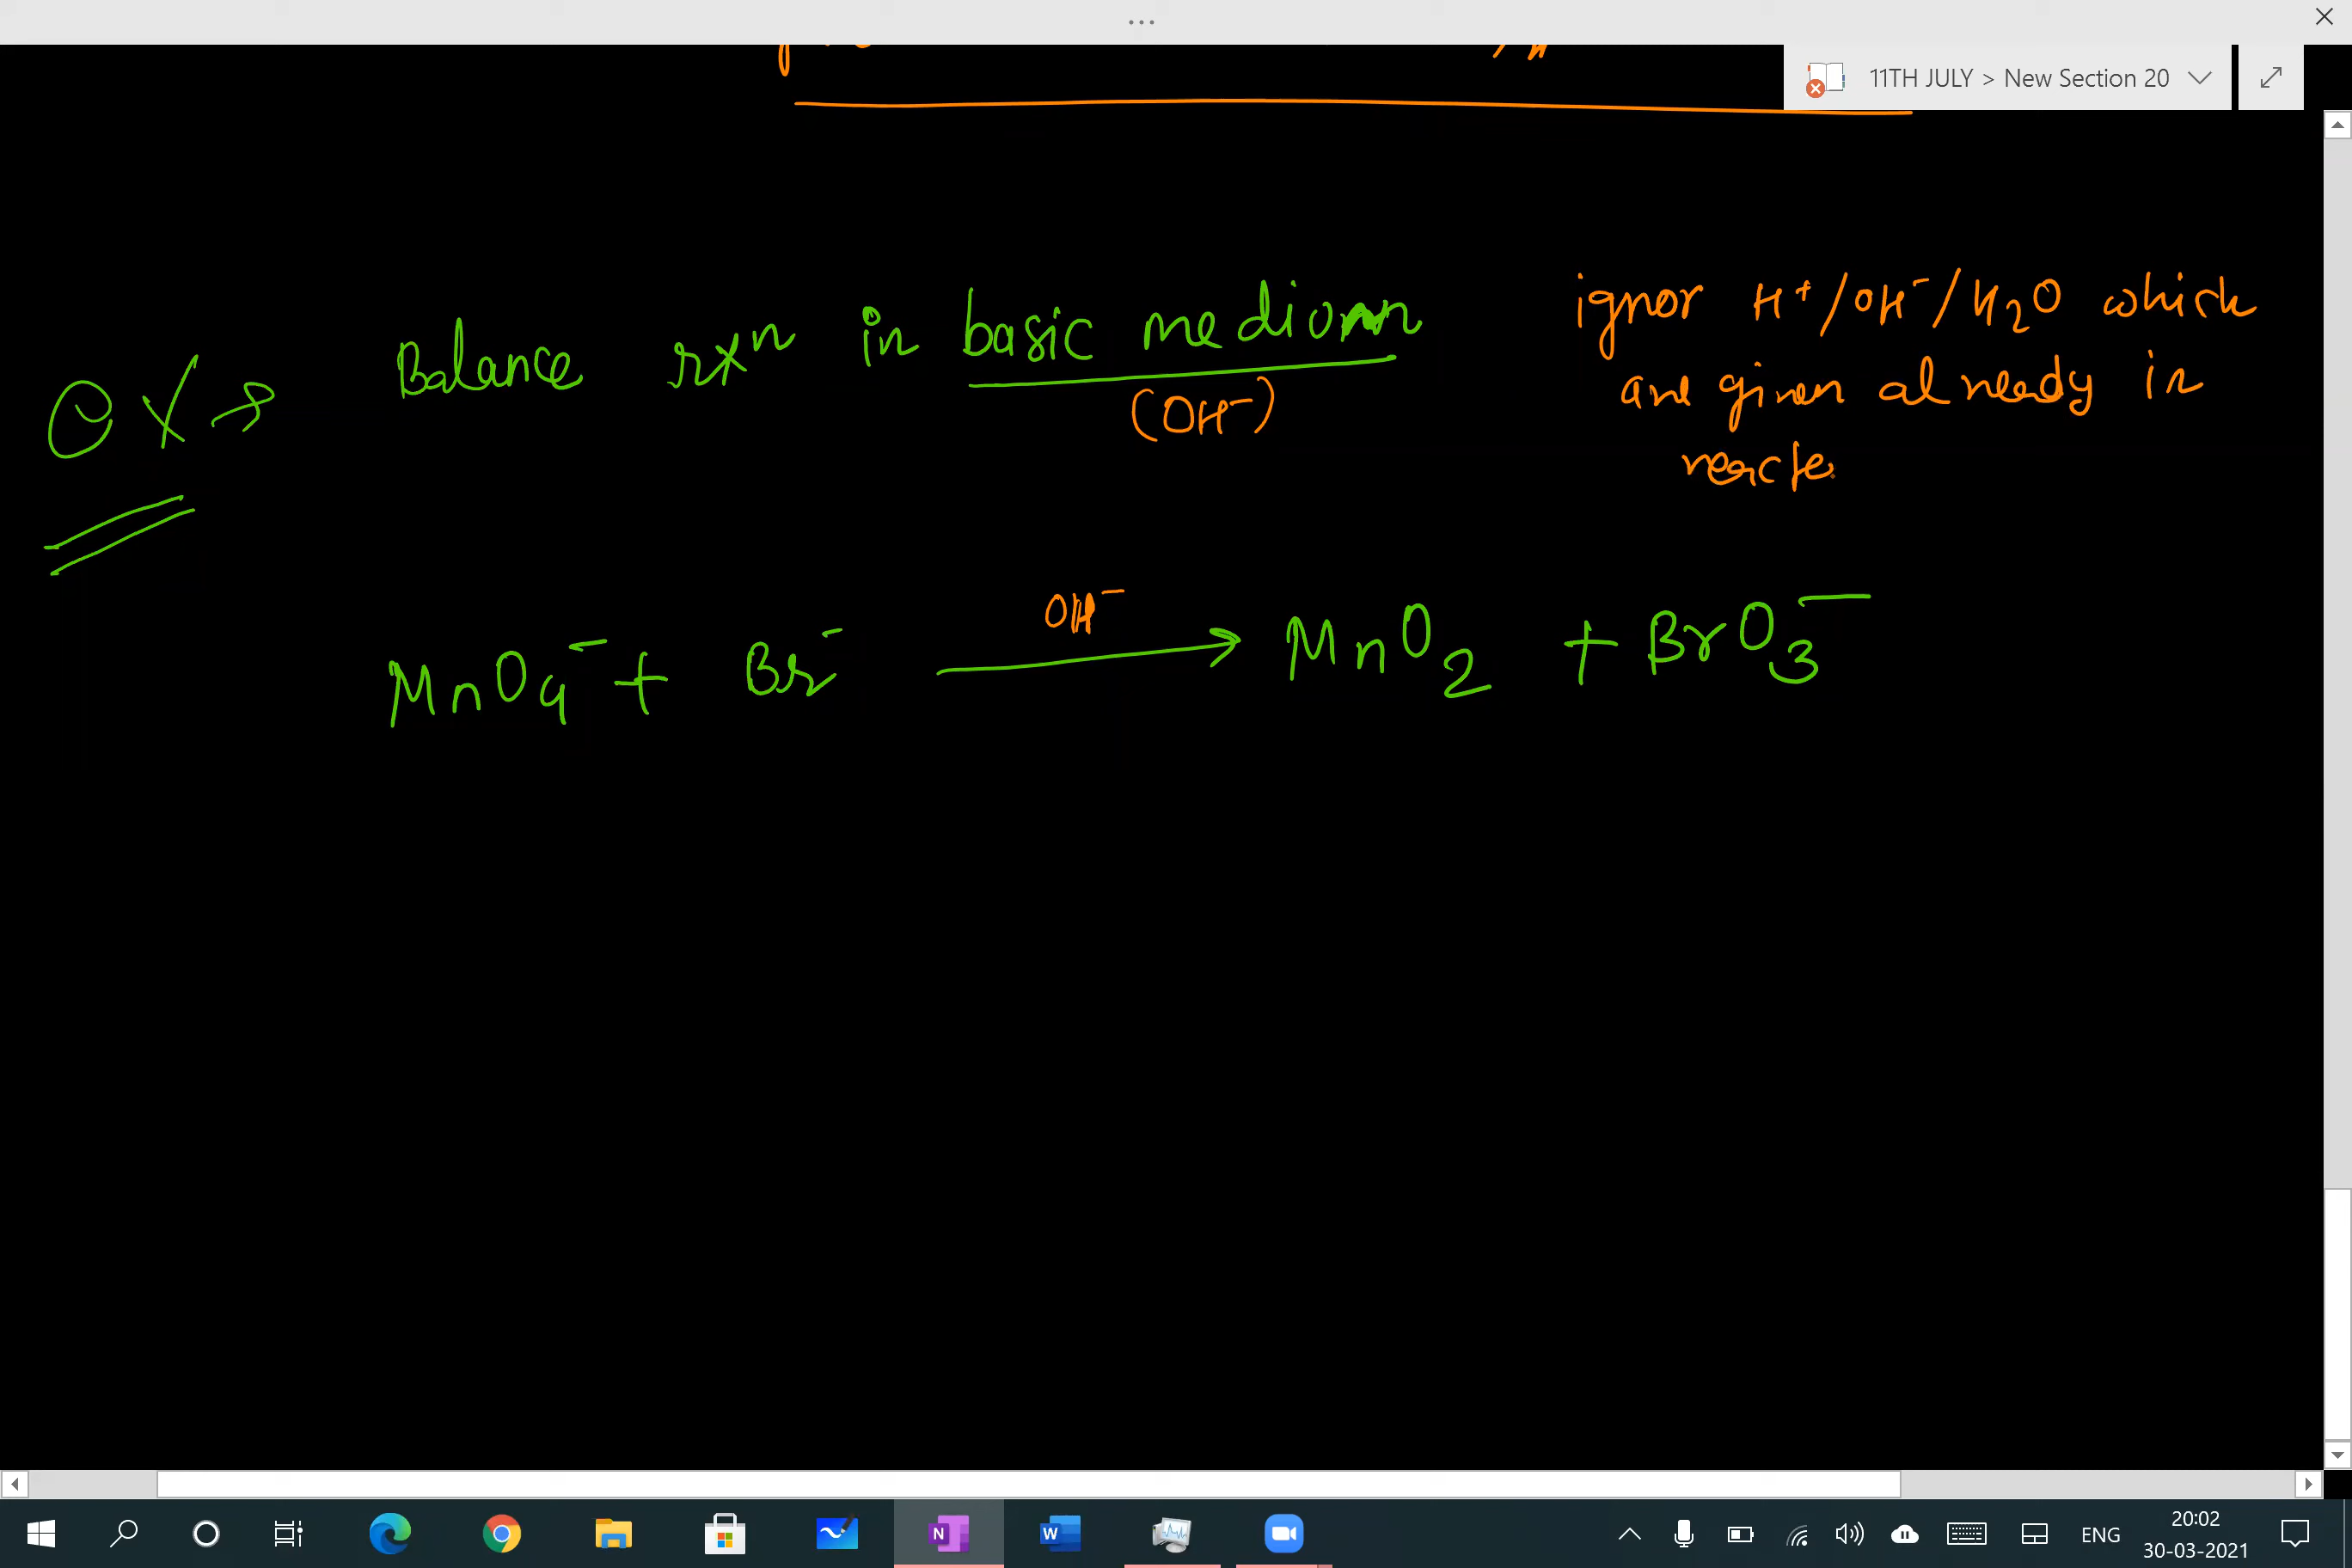 11TH JULY > New Section 20
ex→ Balance rxⁿ in basic medium
(OH⁻)
ignor H⁺/OH⁻/H₂O which
are given already in
reacte.
MnO₄⁻ + Br⁻ —OH⁻→ MnO₂ + BrO₃⁻
ENG
20:02
30-03-2021